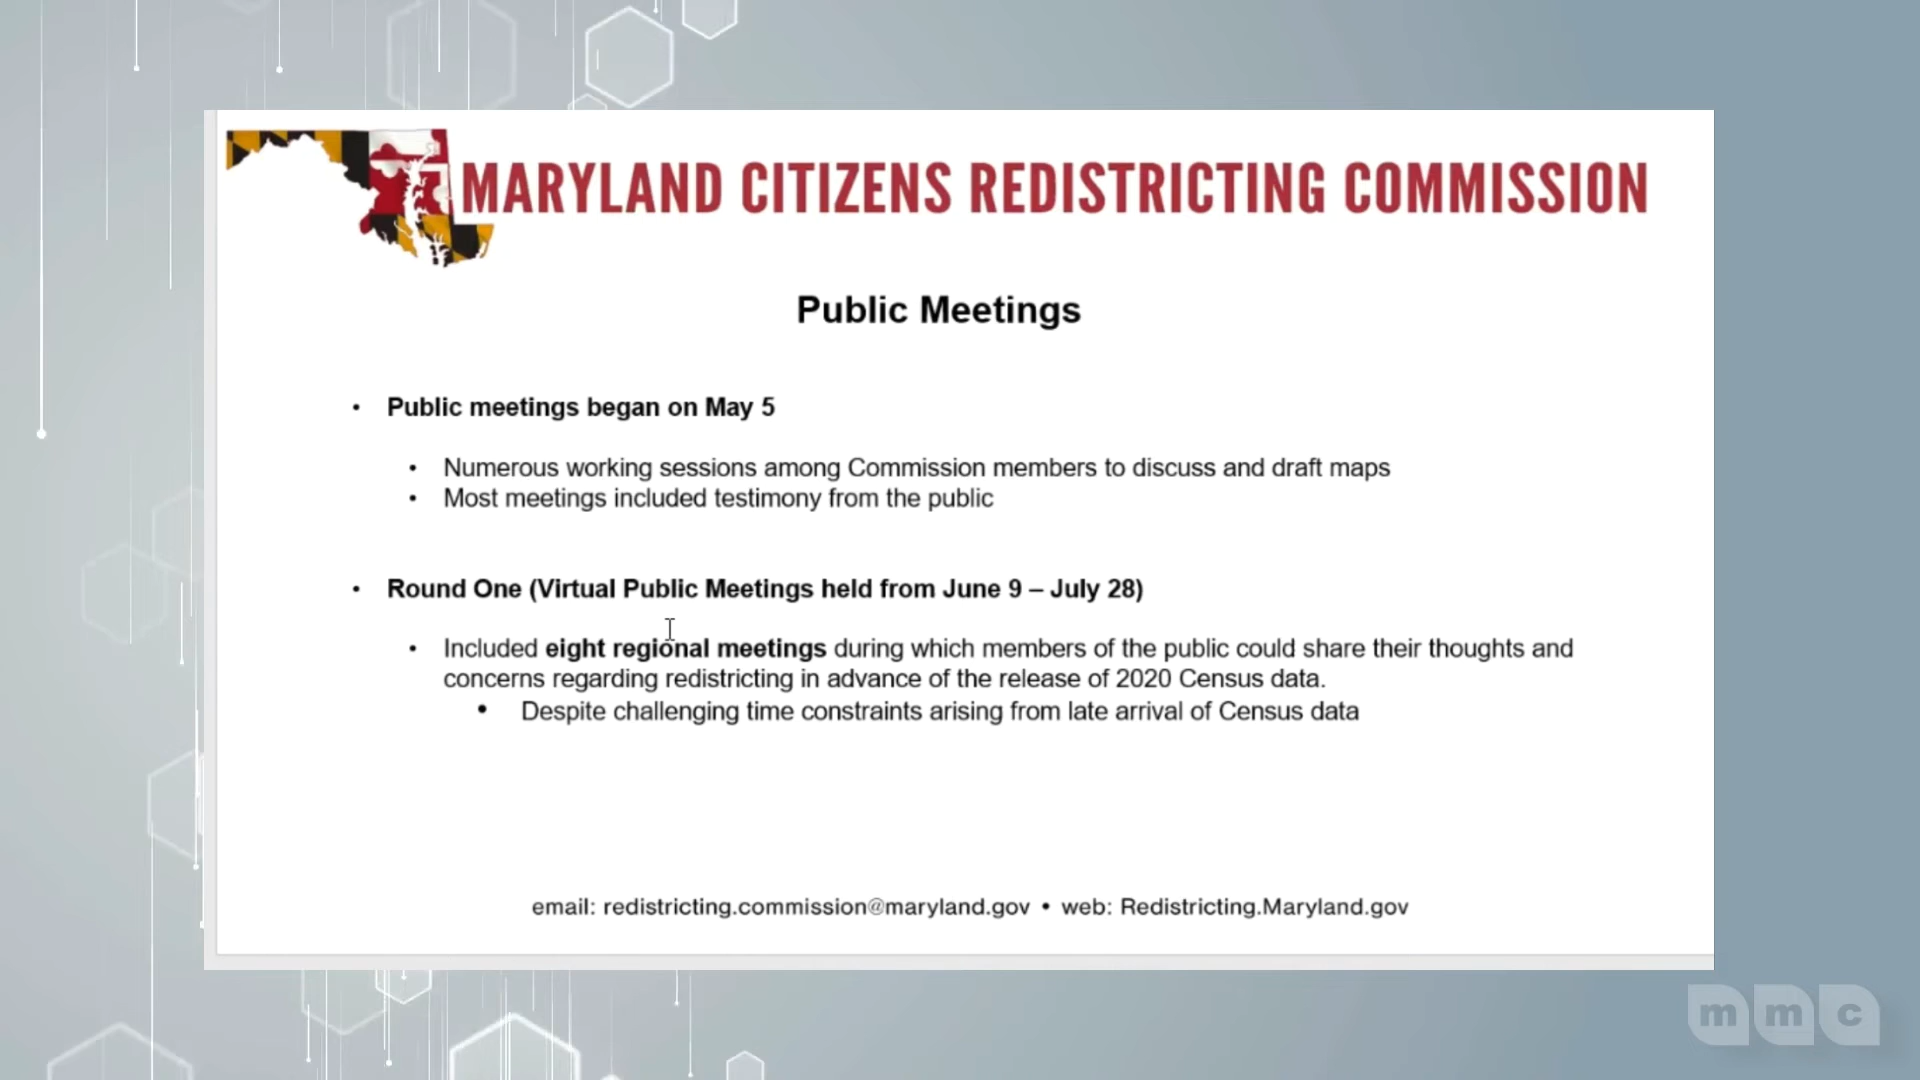 MARYLAND CITIZENS REDISTRICTING COMMISSION
Public Meetings
• Public meetings began on May 5
• Numerous working sessions among Commission members to discuss and draft maps
• Most meetings included testimony from the public
• Round One (Virtual Public Meetings held from June 9 – July 28)
• Included eight regional meetings during which members of the public could share their thoughts and
concerns regarding redistricting in advance of the release of 2020 Census data.
• Despite challenging time constraints arising from late arrival of Census data
email: redistricting.commission@maryland.gov • web: Redistricting.Maryland.gov
mmc